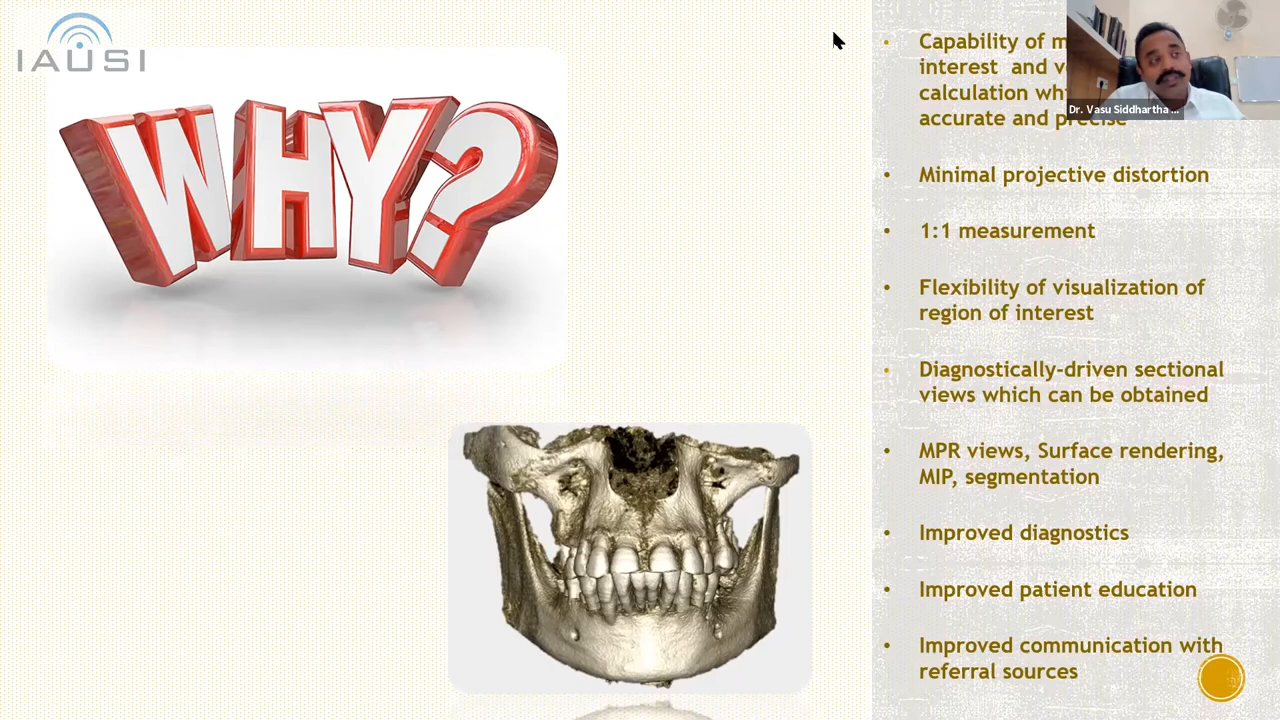 IAUSI
WHY?
Capability of
interest and
calculation
accurate and precise
Minimal projective distortion
1:1 measurement
Flexibility of visualization of
region of interest
Diagnostically-driven sectional
views which can be obtained
MPR views, Surface rendering,
MIP, segmentation
Improved diagnostics
Improved patient education
Improved communication with
referral sources
Dr. Vasu Siddhartha ...